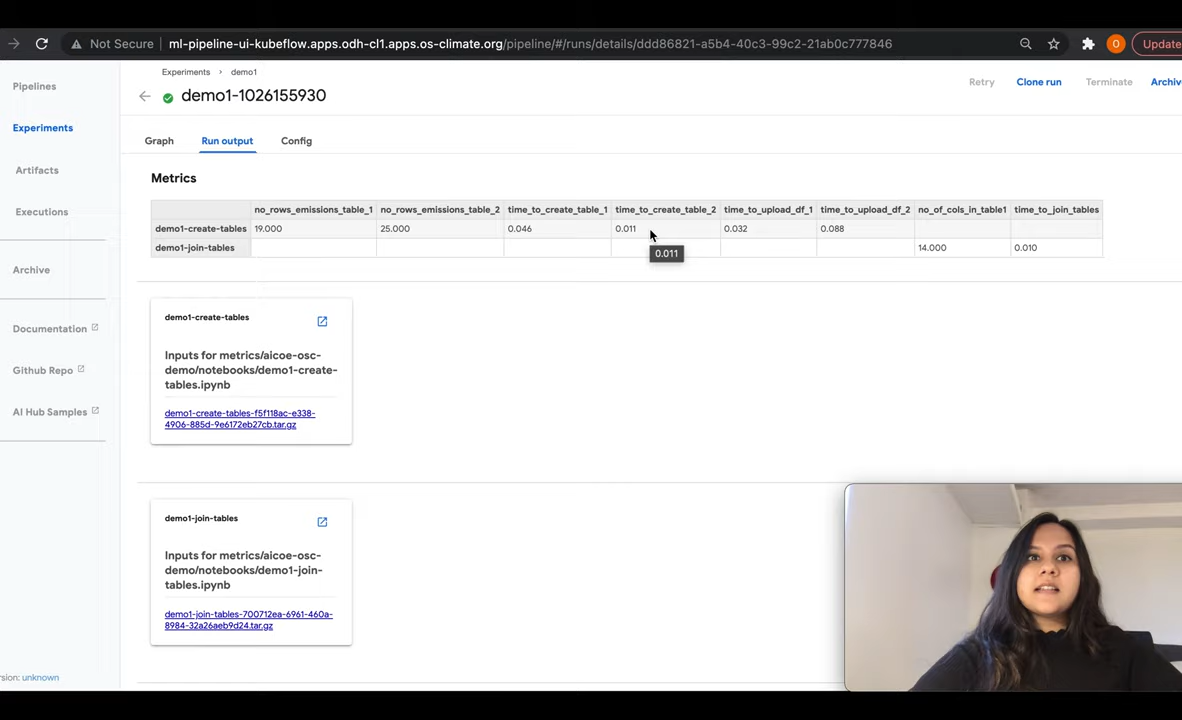 Not Secure
ml-pipeline-ui-kubeflow.apps.odh-cl1.apps.os-climate.org/pipeline/#/runs/details/ddd86821-a5b4-40c3-99c2-21ab0c777846
O
Update
Pipelines
Experiments
Artifacts
Executions
Archive
Documentation
Github Repo
AI Hub Samples
rsion: unknown
Experiments > demo1
demo1-1026155930
Retry
Clone run
Terminate
Archiv
Graph
Run output
Config
Metrics
no_rows_emissions_table_1 no_rows_emissions_table_2 time_to_create_table_1 time_to_create_table_2 time_to_upload_df_1 time_to_upload_df_2 no_of_cols_in_table1 time_to_join_tables
demo1-create-tables 19.000 25.000 0.046 0.011 0.032 0.088
demo1-join-tables 14.000 0.010
0.011
demo1-create-tables
Inputs for metrics/aicoe-osc-
demo/notebooks/demo1-create-
tables.ipynb
demo1-create-tables-f5f118ac-e338-
4906-885d-9e6172eb27cb.tar.gz
demo1-join-tables
Inputs for metrics/aicoe-osc-
demo/notebooks/demo1-join-
tables.ipynb
demo1-join-tables-700712ea-6961-460a-
8984-32a26aeb9d24.tar.gz